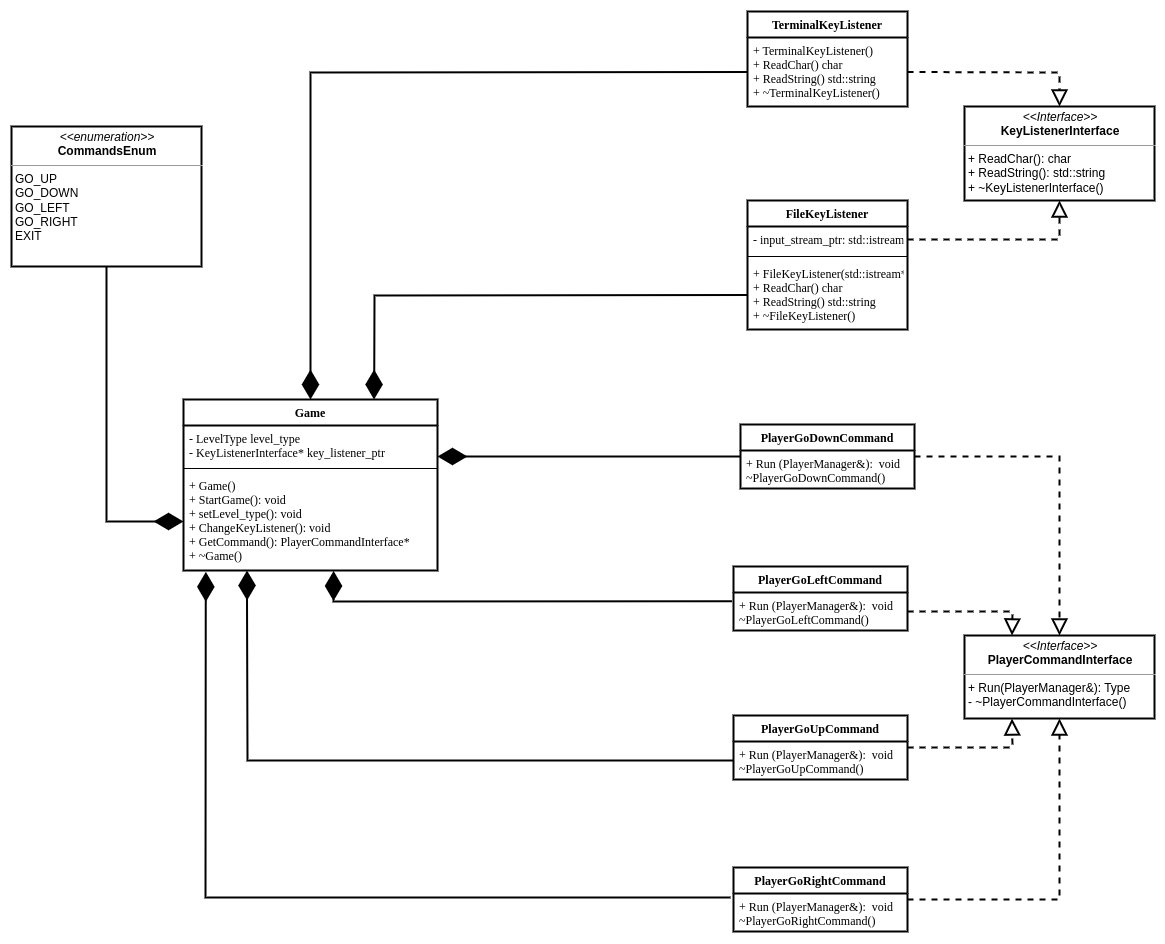 TerminalKeyListener
+ TerminalKeyListener()
+ ReadChar() char
+ ReadString() std::string
+ ~TerminalKeyListener()
<<Interface>>
KeyListenerInterface
+ ReadChar(): char
+ ReadString(): std::string
+ ~KeyListenerInterface()
<<enumeration>>
CommandsEnum
GO_UP
GO_DOWN
GO_LEFT
GO_RIGHT
EXIT
FileKeyListener
- input_stream_ptr: std::istream
+ FileKeyListener(std::istream*
+ ReadChar() char
+ ReadString() std::string
+ ~FileKeyListener()
Game
- LevelType level_type
- KeyListenerInterface* key_listener_ptr
+ Game()
+ StartGame(): void
+ setLevel_type(): void
+ ChangeKeyListener(): void
+ GetCommand(): PlayerCommandInterface*
+ ~Game()
PlayerGoDownCommand
+ Run (PlayerManager&): void
~PlayerGoDownCommand()
PlayerGoLeftCommand
+ Run (PlayerManager&): void
~PlayerGoLeftCommand()
<<Interface>>
PlayerCommandInterface
+ Run(PlayerManager&): Type
- ~PlayerCommandInterface()
PlayerGoUpCommand
+ Run (PlayerManager&): void
~PlayerGoUpCommand()
PlayerGoRightCommand
+ Run (PlayerManager&): void
~PlayerGoRightCommand()